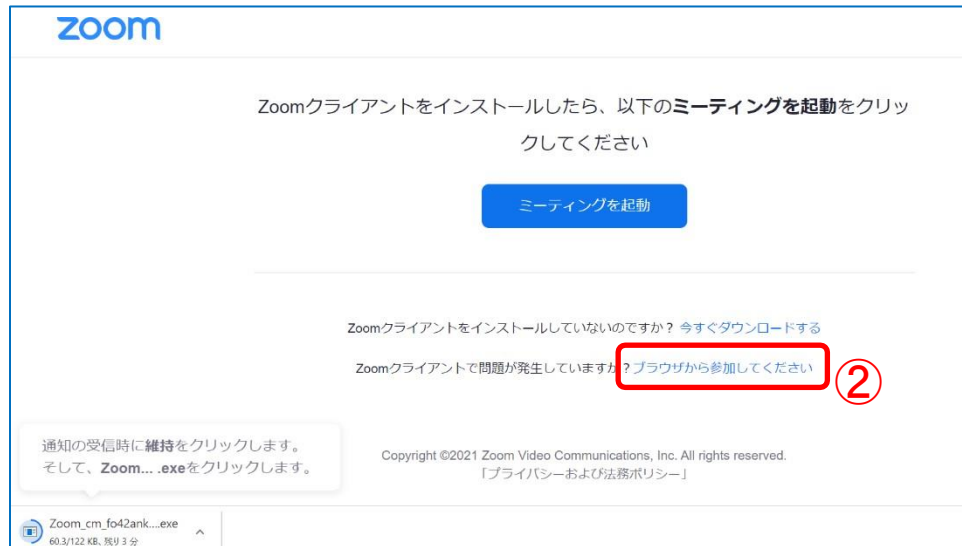 zoom
Zoomクライアントをインストールしたら、以下のミーティングを起動をクリッ
クしてください
ミーティングを起動
Zoomクライアントをインストールしていないのですか？ 今すぐダウンロードする
Zoomクライアントで問題が発生していますか？ブラウザから参加してください
②
通知の受信時に維持をクリックします。
そして、Zoom... .exeをクリックします。
Copyright ©2021 Zoom Video Communications, Inc. All rights reserved.
「プライバシーおよび法務ポリシー」
Zoom_cm_fo42ank....exe
60.3/122 KB、残り 3 分